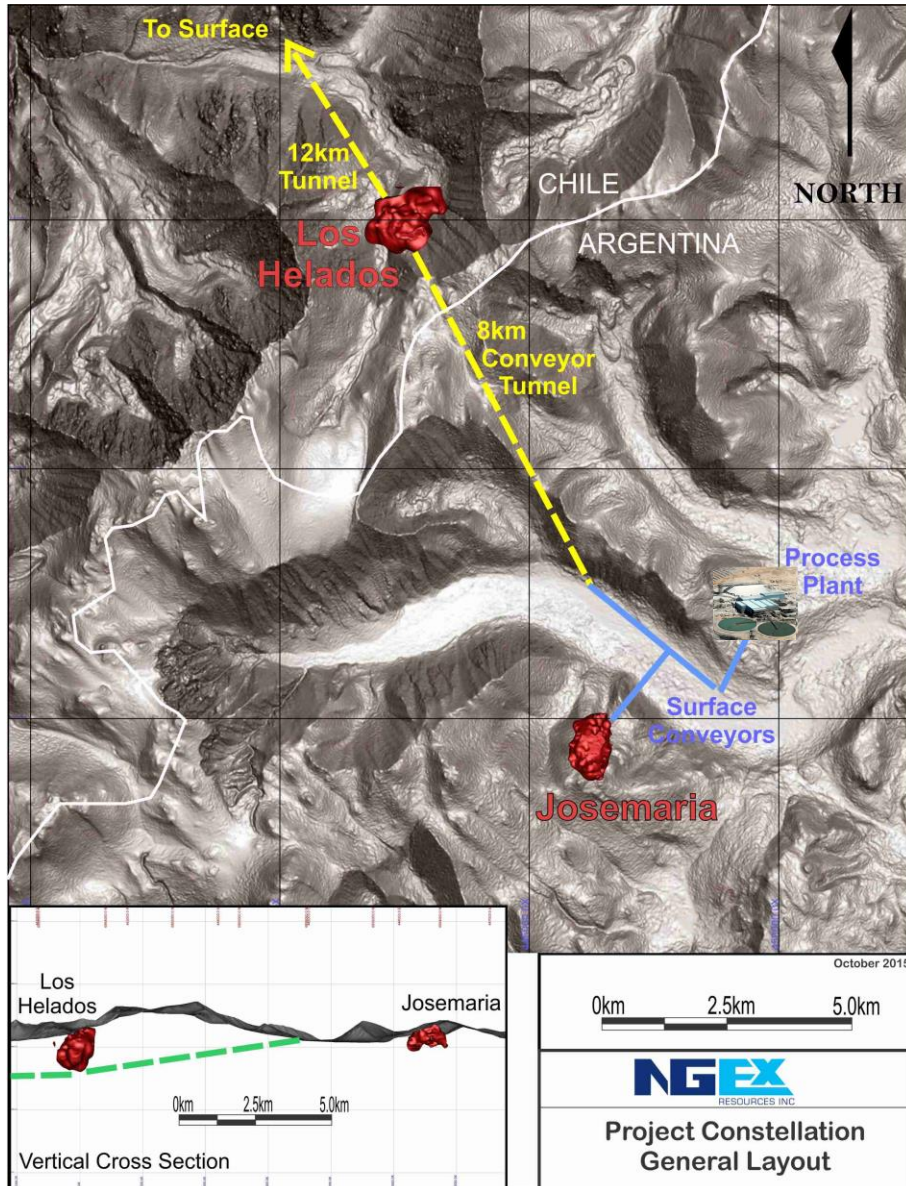 To Surface
12km
Tunnel
CHILE
NORTH
Los
Helados
ARGENTINA
8km
Conveyor
Tunnel
Process
Plant
Surface
Conveyors
Josemaria
Los
Helados
Josemaria
0km 2.5km 5.0km
Vertical Cross Section
October 2015
0km 2.5km 5.0km
NGEX
RESOURCES INC
Project Constellation
General Layout